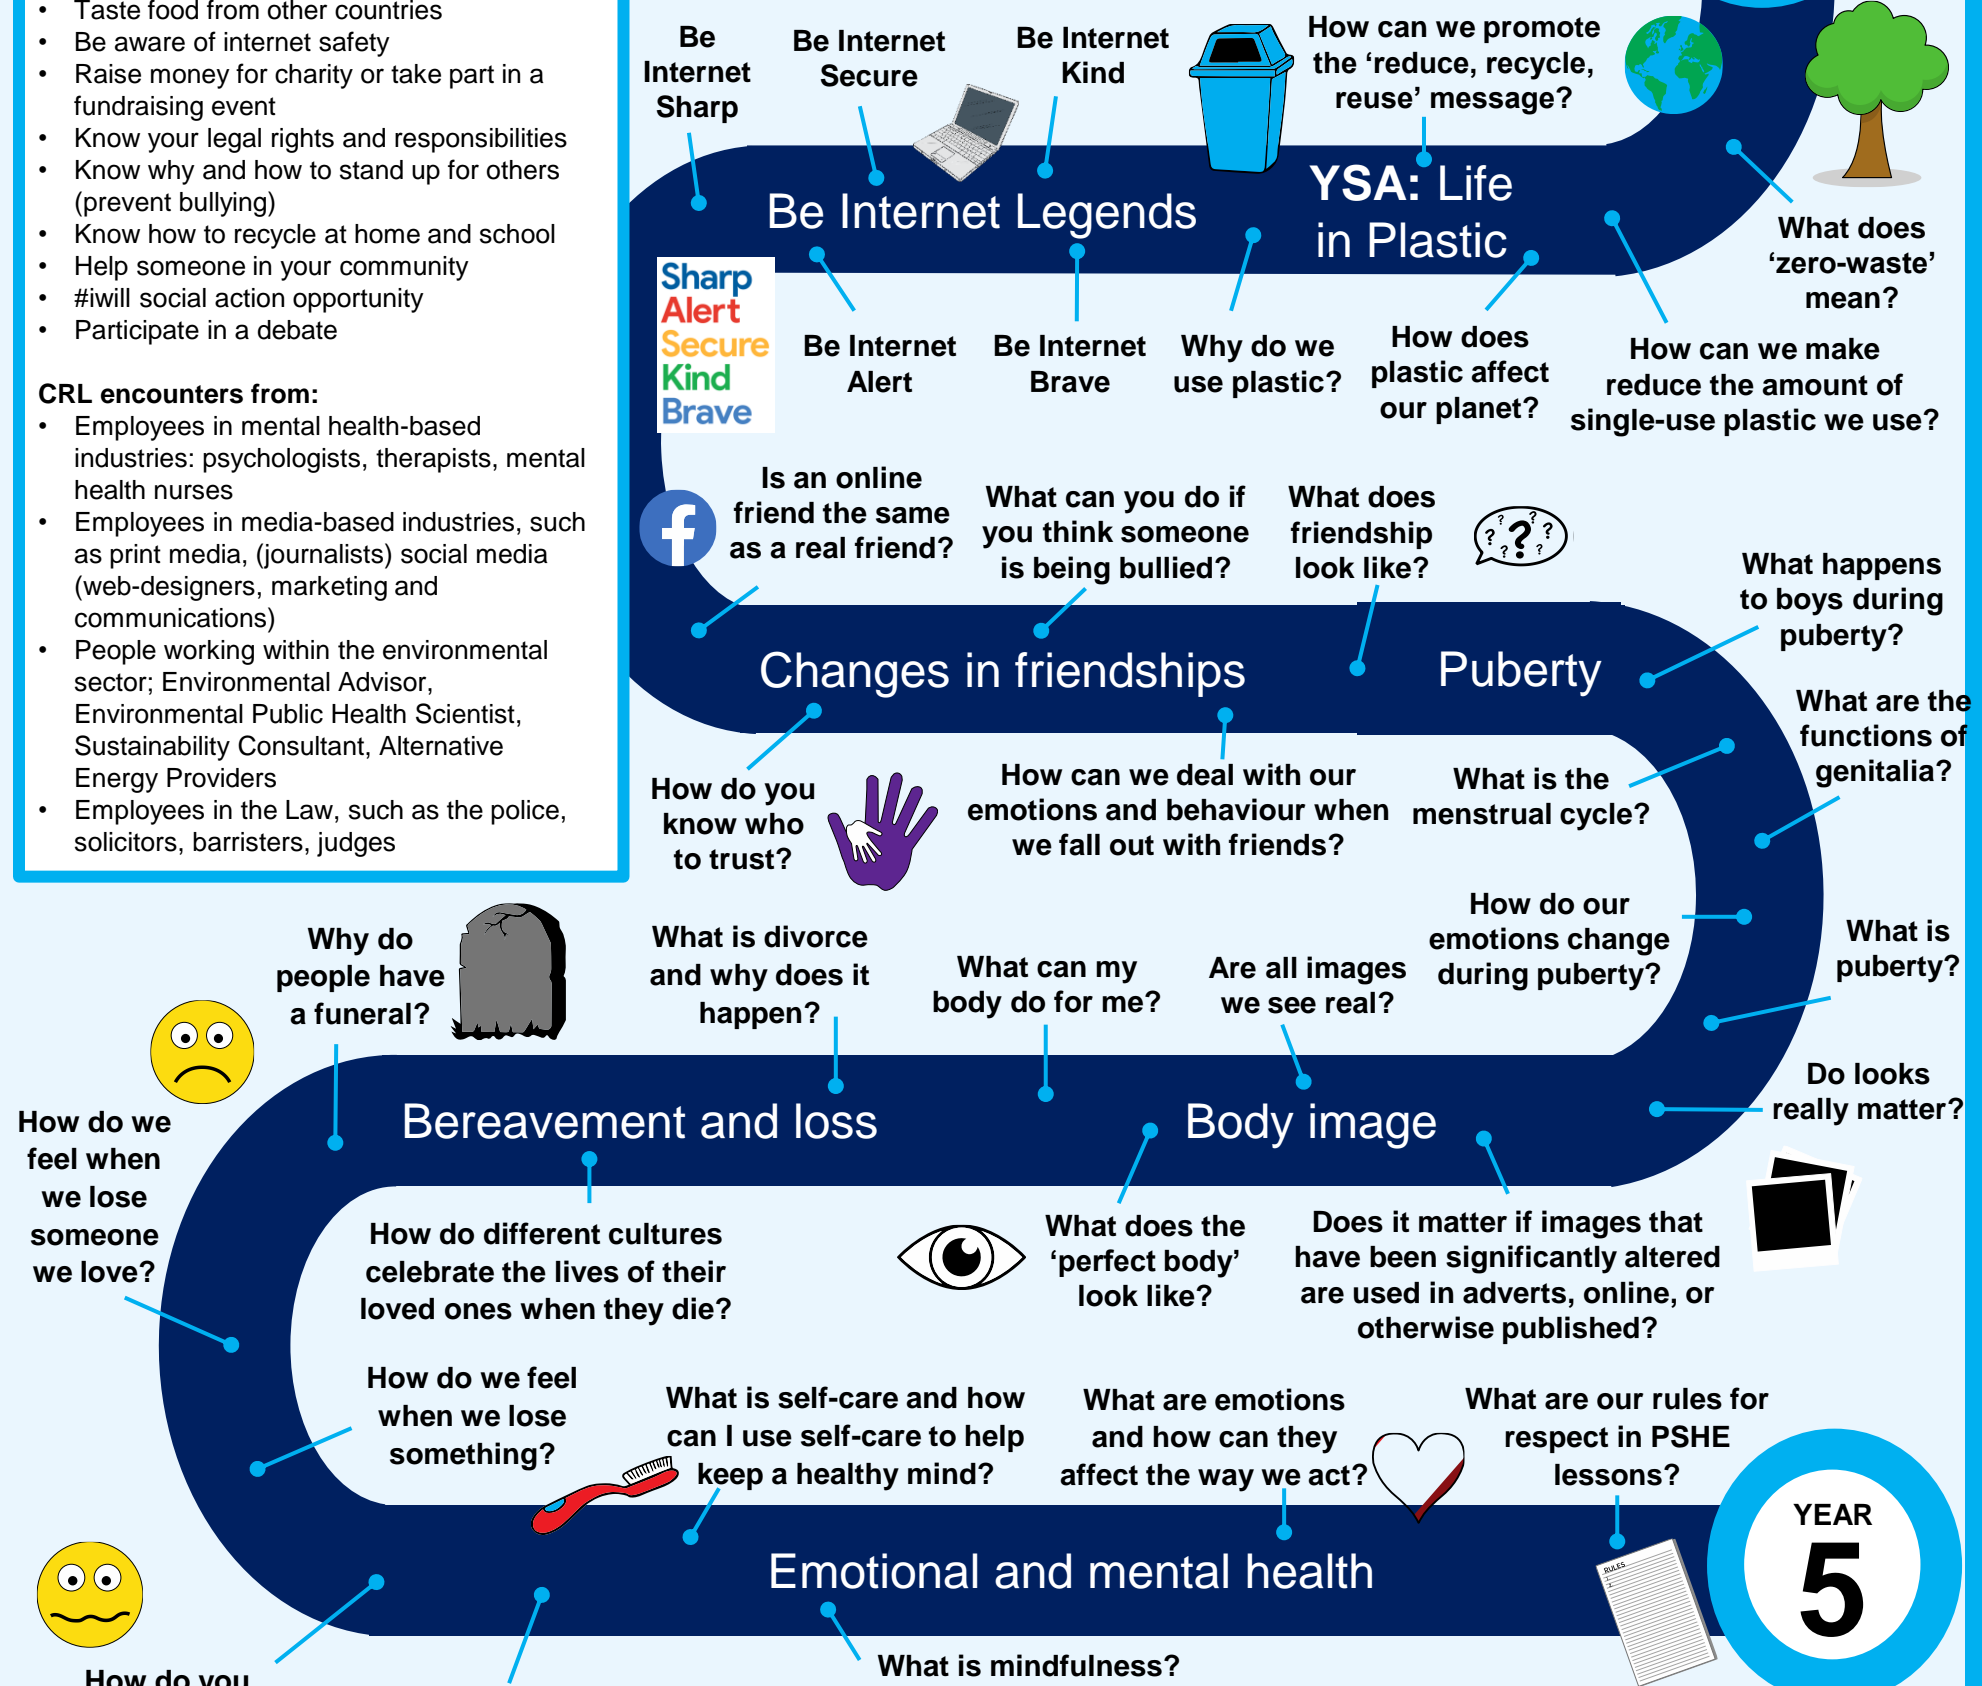 • Taste food from other countries
• Be aware of internet safety
• Raise money for charity or take part in a
fundraising event
• Know your legal rights and responsibilities
• Know why and how to stand up for others
(prevent bullying)
• Know how to recycle at home and school
• Help someone in your community
• #iwill social action opportunity
• Participate in a debate
CRL encounters from:
• Employees in mental health-based
industries: psychologists, therapists, mental
health nurses
• Employees in media-based industries, such
as print media, (journalists) social media
(web-designers, marketing and
communications)
• People working within the environmental
sector; Environmental Advisor,
Environmental Public Health Scientist,
Sustainability Consultant, Alternative
Energy Providers
• Employees in the Law, such as the police,
solicitors, barristers, judges
Be
Internet
Sharp
Be Internet
Secure
Be Internet
Kind
How can we promote
the ‘reduce, recycle,
reuse’ message?
Be Internet Legends
YSA: Life
in Plastic
What does
‘zero-waste’
mean?
Sharp
Alert
Secure
Kind
Brave
Be Internet
Alert
Be Internet
Brave
Why do we
use plastic?
How does
plastic affect
our planet?
How can we make
reduce the amount of
single-use plastic we use?
f
Is an online
friend the same
as a real friend?
What can you do if
you think someone
is being bullied?
What does
friendship
look like?
? ? ? ? ? ? ? ?
What happens
to boys during
puberty?
Changes in friendships
Puberty
What are the
functions of
genitalia?
How do you
know who
to trust?
How can we deal with our
emotions and behaviour when
we fall out with friends?
What is the
menstrual cycle?
How do our
emotions change
during puberty?
What is
puberty?
Why do
people have
a funeral?
What is divorce
and why does it
happen?
What can my
body do for me?
Are all images
we see real?
Do looks
really matter?
Bereavement and loss
Body image
How do we
feel when
we lose
someone
we love?
How do different cultures
celebrate the lives of their
loved ones when they die?
What does the
‘perfect body’
look like?
Does it matter if images that
have been significantly altered
are used in adverts, online, or
otherwise published?
How do we feel
when we lose
something?
What is self-care and how
can I use self-care to help
keep a healthy mind?
What are emotions
and how can they
affect the way we act?
What are our rules for
respect in PSHE
lessons?
YEAR
5
Emotional and mental health
RULES
1.
2.
What is mindfulness?
How do you